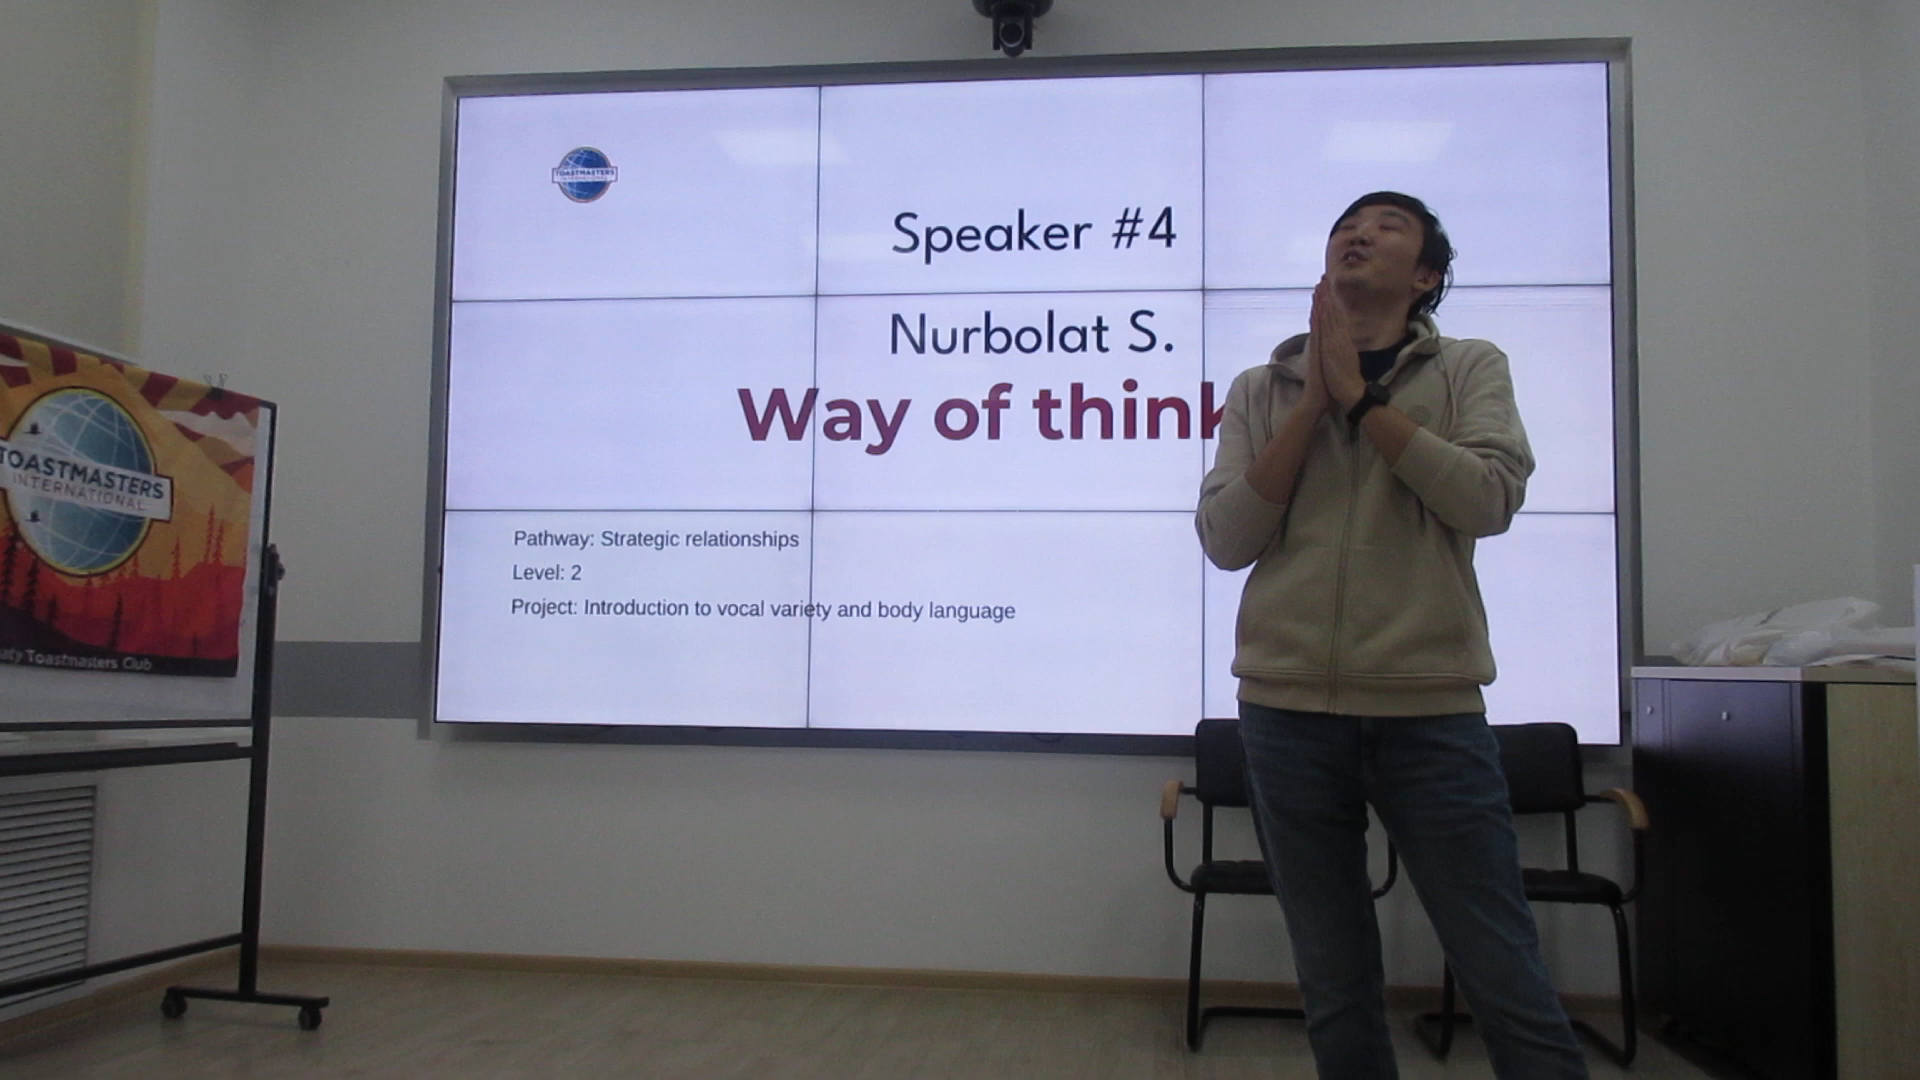 TOASTMASTERS
INTERNATIONAL
Speaker #4
Nurbolat S.
Way of think
Pathway: Strategic relationships
Level: 2
Project: Introduction to vocal variety and body language
TOASTMASTERS
INTERNATIONAL
Toastmasters Club